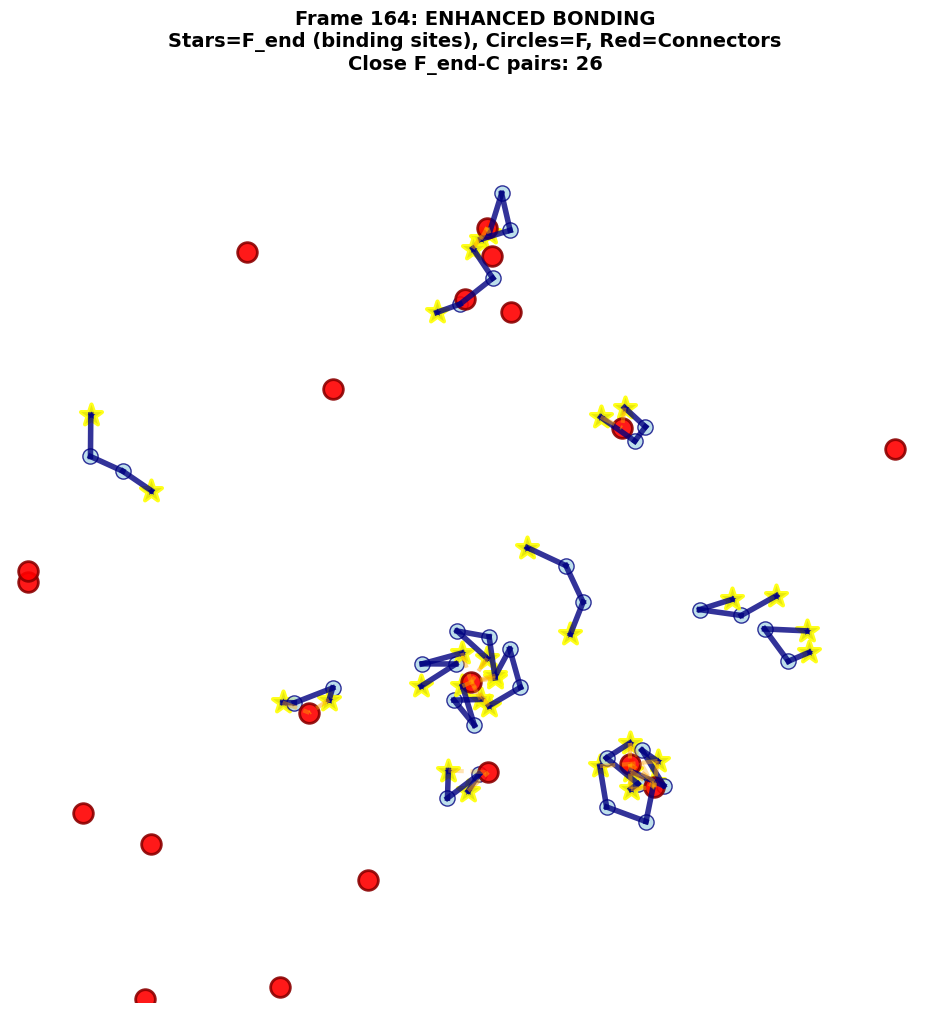 Frame 164: ENHANCED BONDING
Stars=F_end (binding sites), Circles=F, Red=Connectors
Close F_end-C pairs: 26